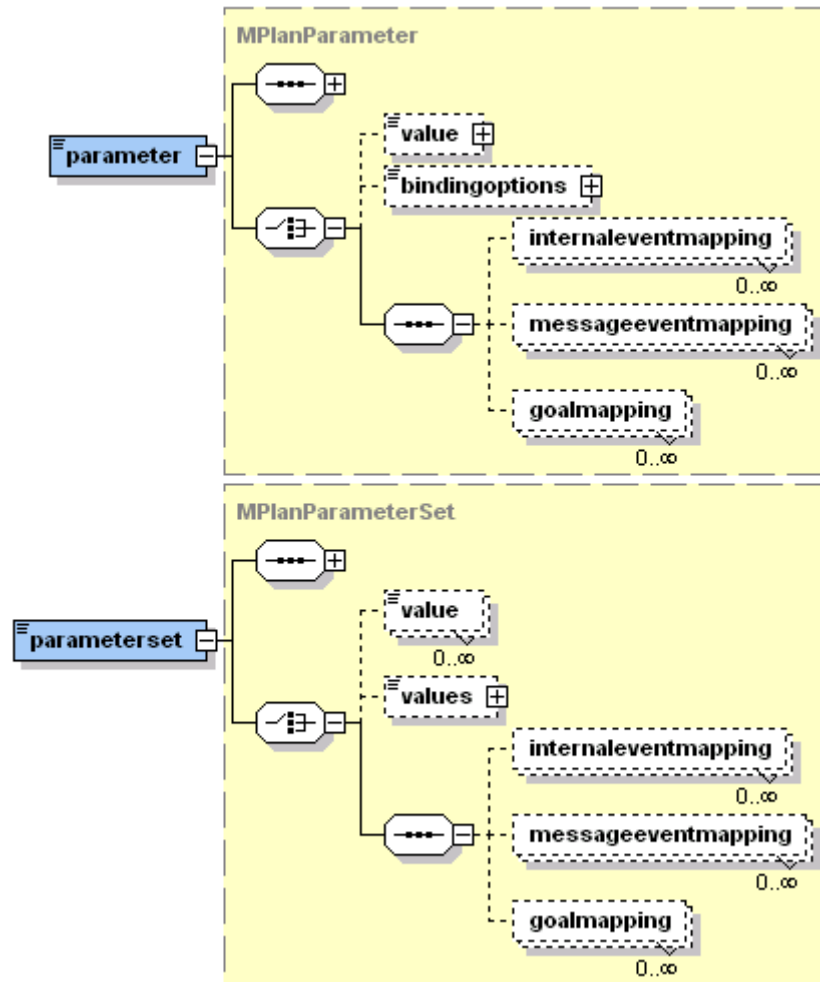 MPlanParameter
parameter
value
bindingoptions
internaleventmapping
0..∞
messageeventmapping
0..∞
goalmapping
0..∞
MPlanParameterSet
parameterset
value
0..∞
values
internaleventmapping
0..∞
messageeventmapping
0..∞
goalmapping
0..∞